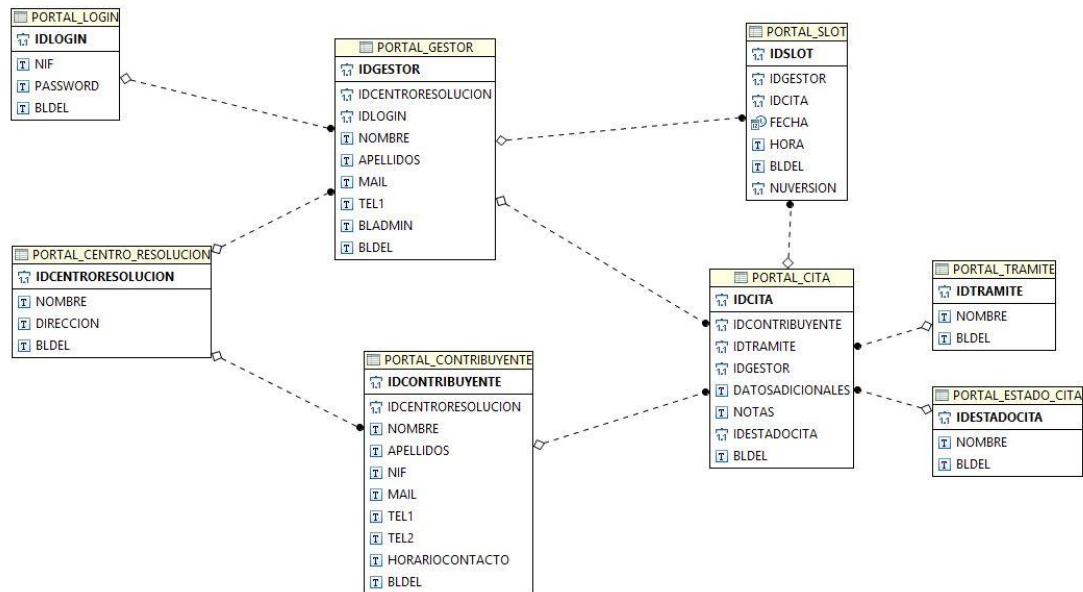 PORTAL_LOGIN
IDLOGIN
NIF
PASSWORD
BLDEL
PORTAL_GESTOR
IDGESTOR
IDCENTRORESOLUCION
IDLOGIN
NOMBRE
APELLIDOS
MAIL
TEL1
BLADMIN
BLDEL
PORTAL_SLOT
IDSLOT
IDGESTOR
IDCITA
FECHA
HORA
BLDEL
NUVERSION
PORTAL_CENTRO_RESOLUCION
IDCENTRORESOLUCION
NOMBRE
DIRECCION
BLDEL
PORTAL_CONTRIBUYENTE
IDCONTRIBUYENTE
IDCENTRORESOLUCION
NOMBRE
APELLIDOS
NIF
MAIL
TEL1
TEL2
HORARIOCONTACTO
BLDEL
PORTAL_CITA
IDCITA
IDCONTRIBUYENTE
IDTRAMITE
IDGESTOR
DATOSADICIONALES
NOTAS
IDESTADOCITA
BLDEL
PORTAL_TRAMITE
IDTRAMITE
NOMBRE
BLDEL
PORTAL_ESTADO_CITA
IDESTADOCITA
NOMBRE
BLDEL